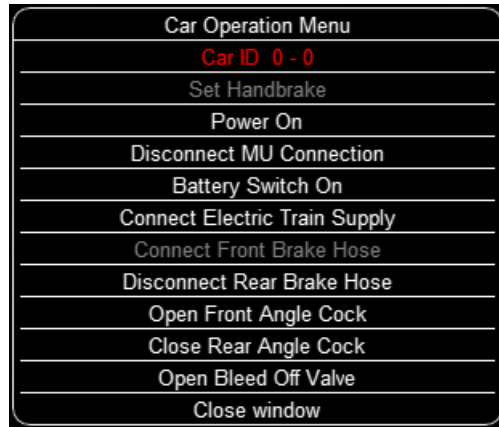 Car Operation Menu
Car ID 0 - 0
Set Handbrake
Power On
Disconnect MU Connection
Battery Switch On
Connect Electric Train Supply
Connect Front Brake Hose
Disconnect Rear Brake Hose
Open Front Angle Cock
Close Rear Angle Cock
Open Bleed Off Valve
Close window